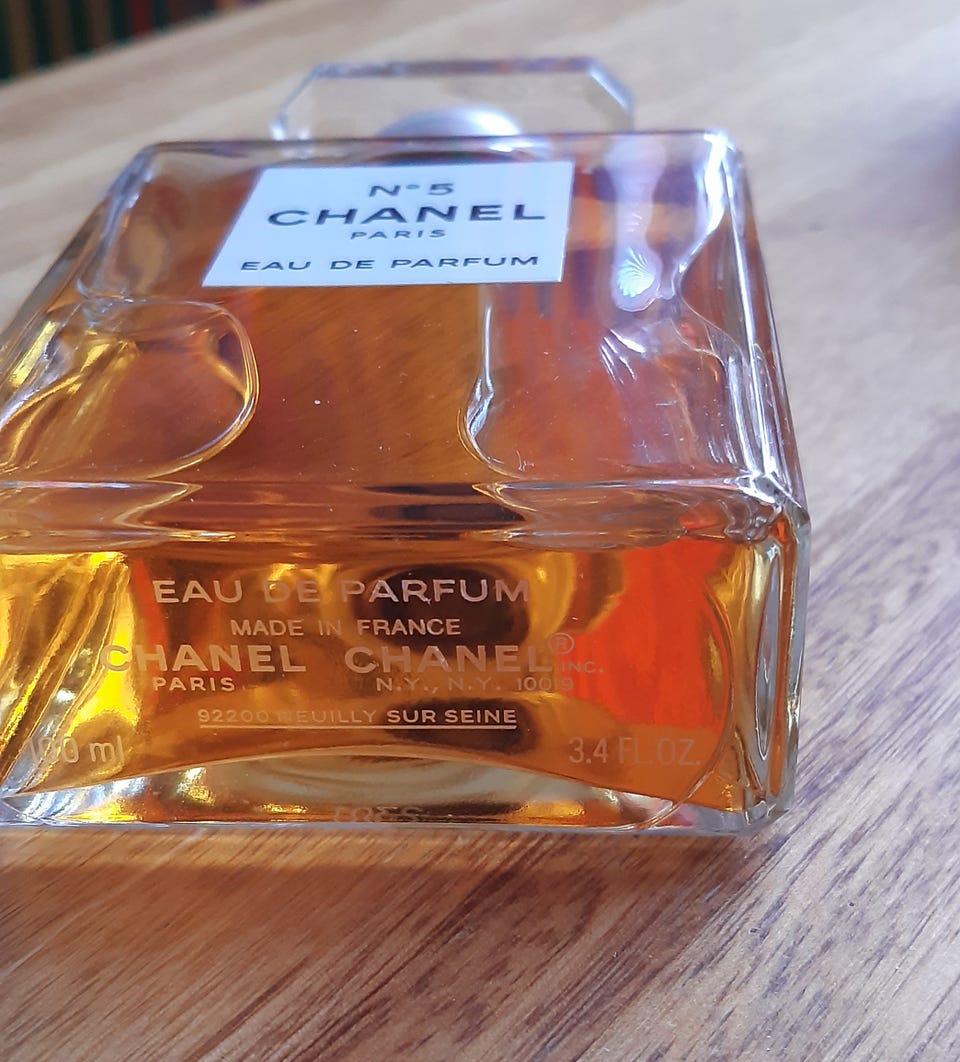 N°5
CHANEL
PARIS
EAU DE PARFUM
EAU DE PARFUM
MADE IN FRANCE
CHANEL CHANEL® INC.
PARIS N.Y., N.Y. 10019
92200 NEUILLY SUR SEINE
100 ml 3.4 FL.OZ.